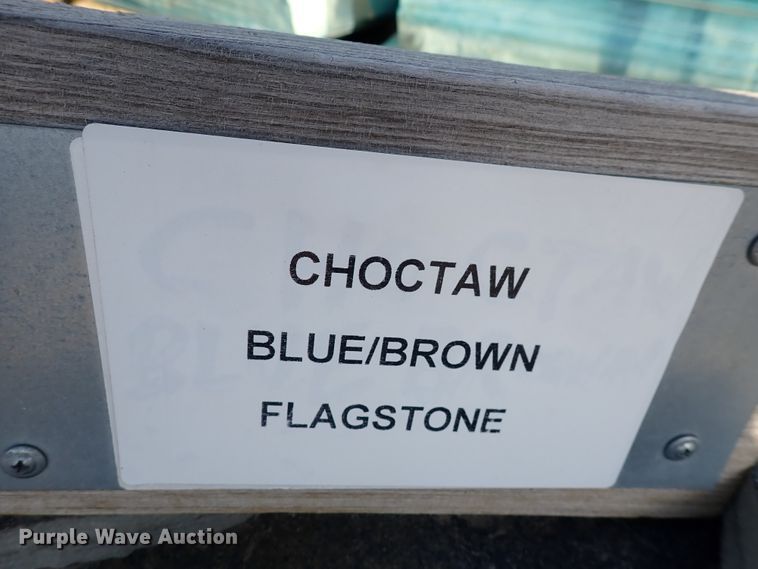 CHOCTAW
BLUE/BROWN
FLAGSTONE
Purple Wave Auction